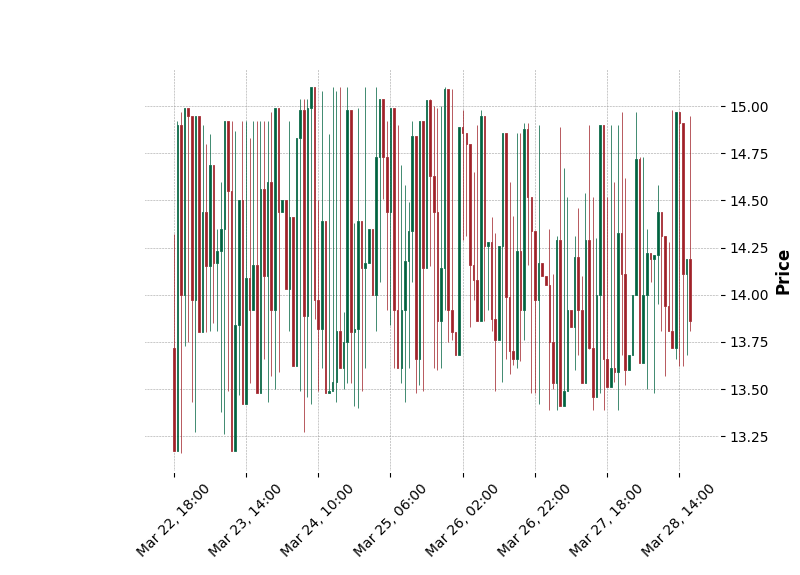 15.00
14.75
14.50
14.25
14.00
13.75
13.50
13.25
Price
Mar 22, 18:00
Mar 23, 14:00
Mar 24, 10:00
Mar 25, 06:00
Mar 26, 02:00
Mar 26, 22:00
Mar 27, 18:00
Mar 28, 14:00